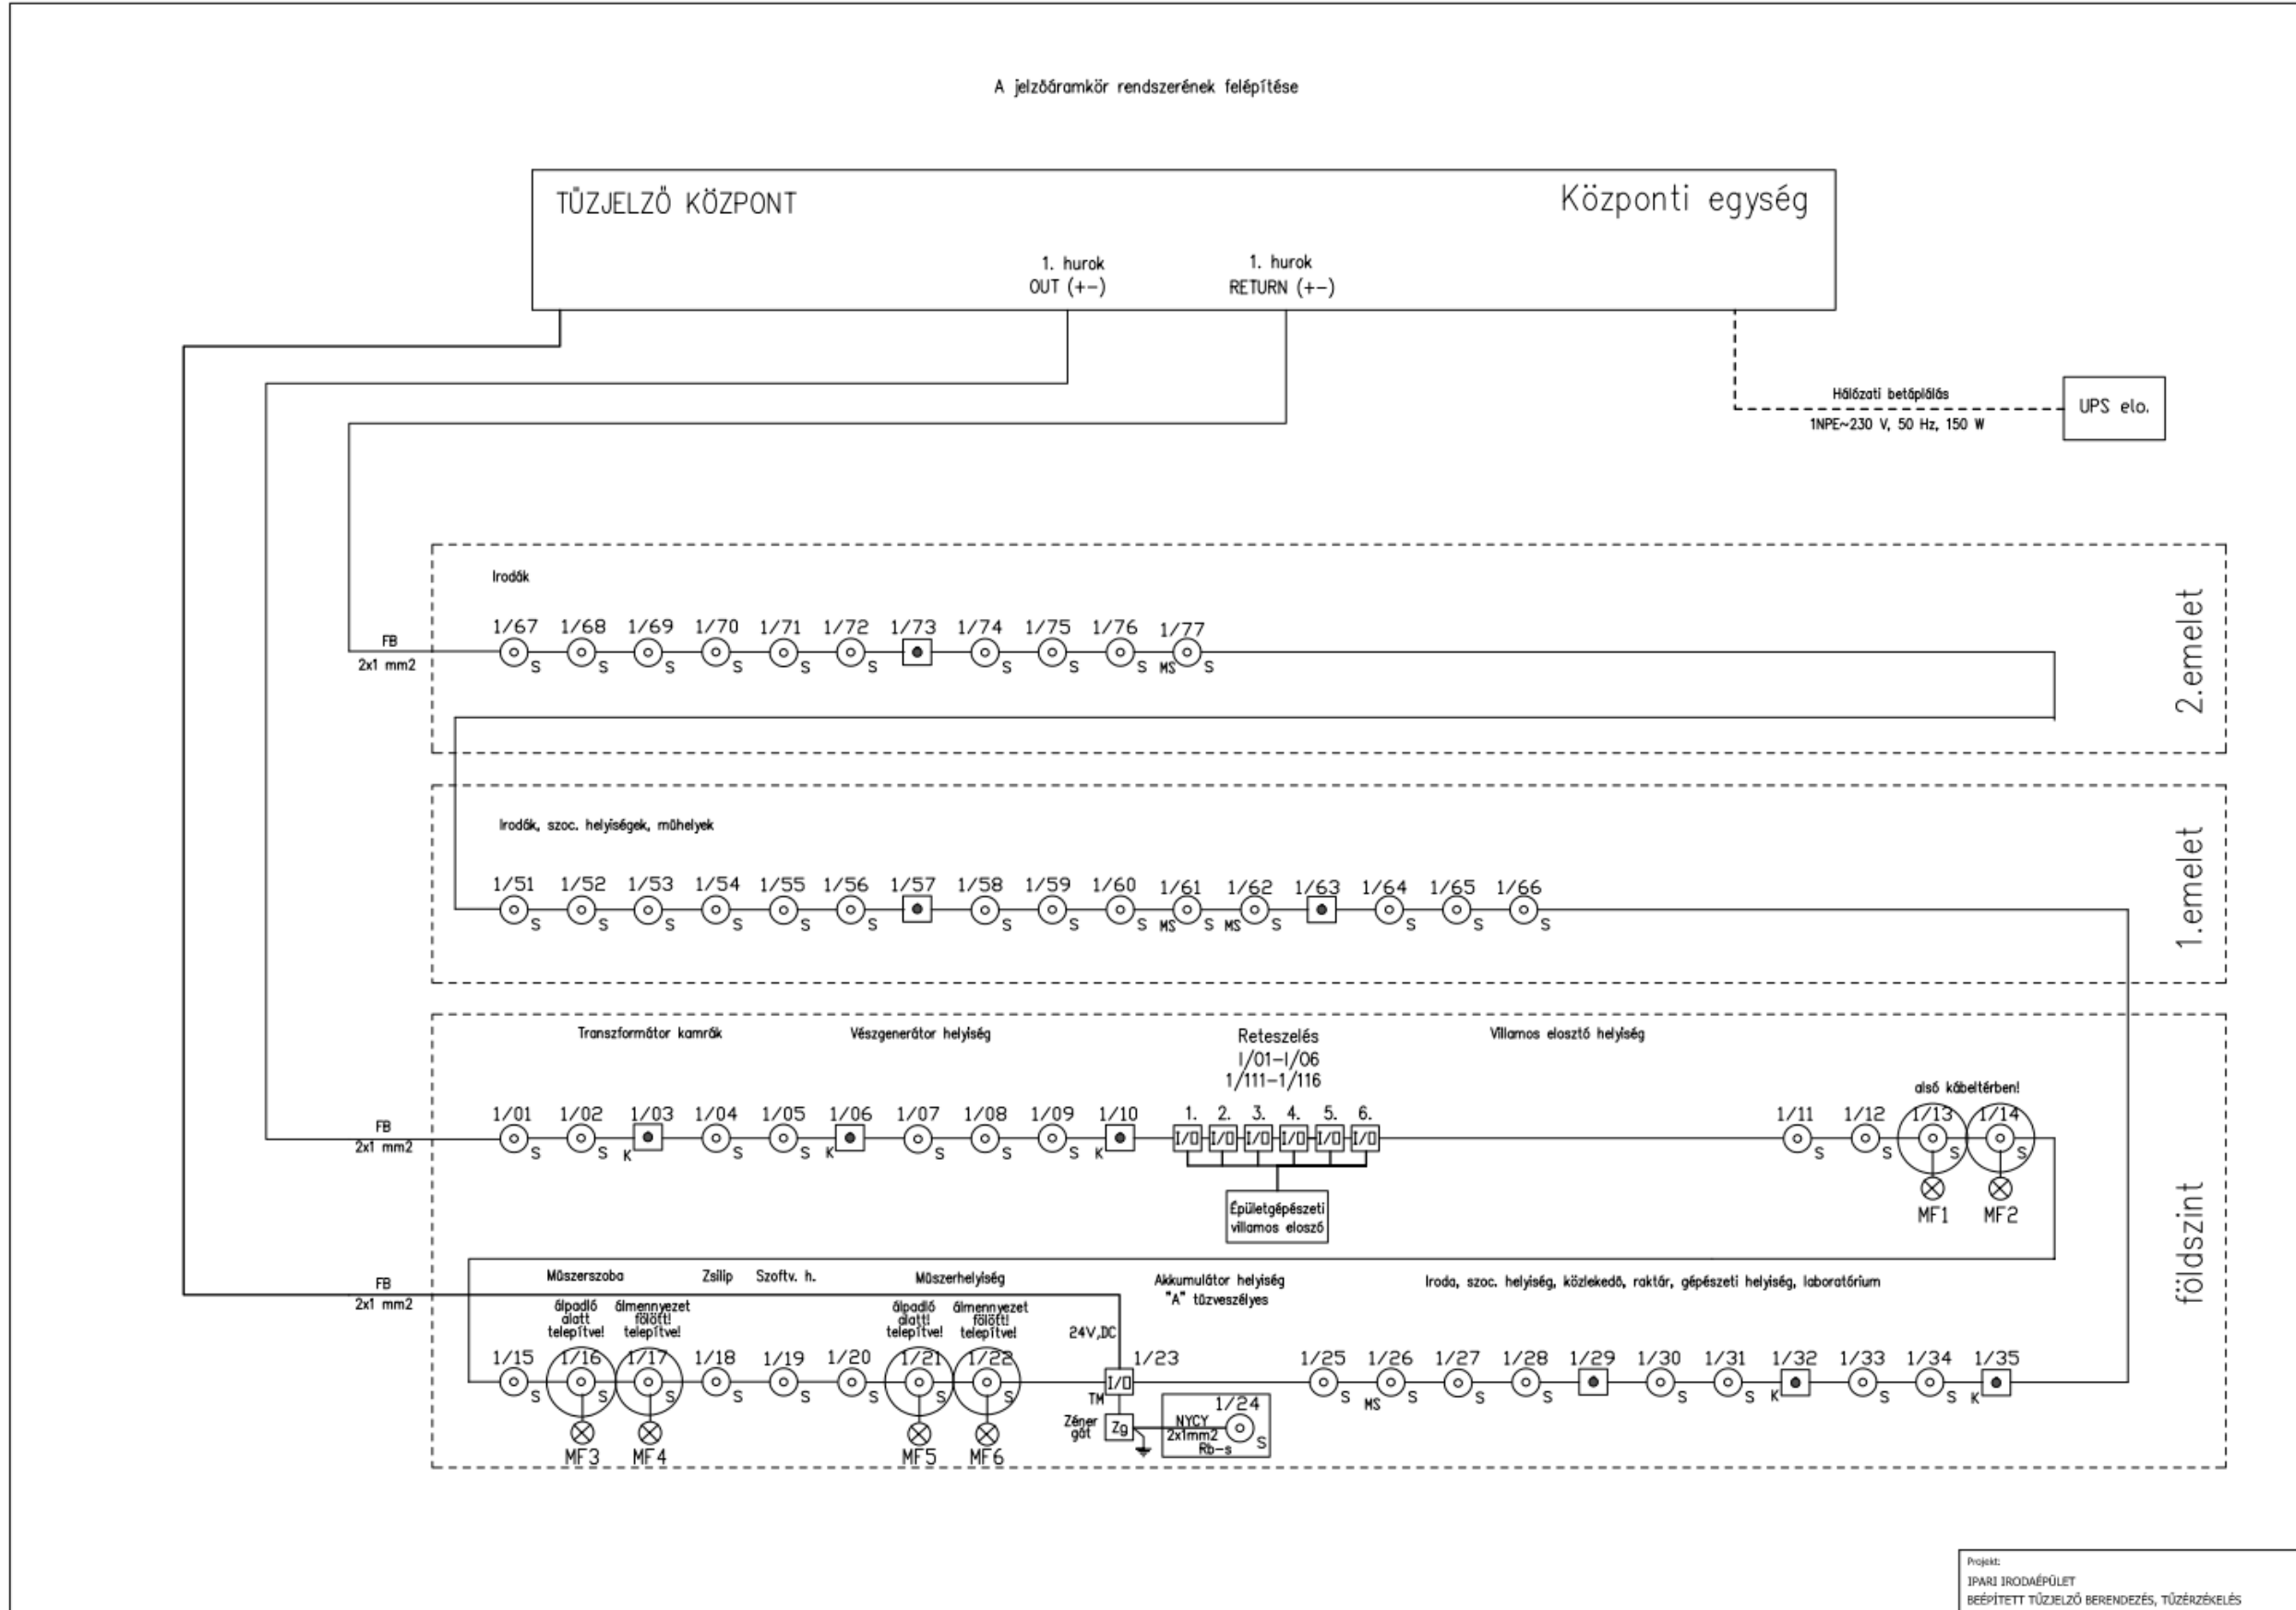 A jelzőáramkör rendszerének felépítése
TŰZJELZŐ KÖZPONT
Központi egység
1. hurok
OUT (+-)
1. hurok
RETURN (+-)
Hálózati betáplálás
1NPE~230 V, 50 Hz, 150 W
UPS elo.
Irodák
2.emelet
FB
2x1 mm2
1/67 1/68 1/69 1/70 1/71 1/72 1/73 1/74 1/75 1/76 1/77
S S S S S S S S S MS S
Irodák, szoc. helyiségek, műhelyek
1.emelet
1/51 1/52 1/53 1/54 1/55 1/56 1/57 1/58 1/59 1/60 1/61 1/62 1/63 1/64 1/65 1/66
S S S S S S S S S MS S MS S S S S
Transzformátor kamrák
Vészgenerátor helyiség
Reteszelés
I/01-I/06
1/111-1/116
Villamos elosztó helyiség
alsó kábeltérben!
földszint
FB
2x1 mm2
1/01 1/02 1/03 1/04 1/05 1/06 1/07 1/08 1/09 1/10 1. 2. 3. 4. 5. 6. 1/11 1/12 1/13 1/14
I/O I/O I/O I/O I/O I/O
S S K S S K S S S K S S S S
Épületgépészeti
villamos eloszó
MF1 MF2
FB
2x1 mm2
Műszerszoba
Zsilip
Szoftv. h.
Műszerhelyiség
Akkumulátor helyiség
"A" tűzveszélyes
Iroda, szoc. helyiség, közlekedő, raktár, gépészeti helyiség, laboratórium
álpadló
alatt
telepítve!
álmennyezet
fölött!
telepítve!
álpadló
alatt!
telepítve!
álmennyezet
fölött!
telepítve!
24V,DC
1/15 1/16 1/17 1/18 1/19 1/20 1/21 1/22 1/23 1/25 1/26 1/27 1/28 1/29 1/30 1/31 1/32 1/33 1/34 1/35
I/O
S S S S S S S S TM S MS S S S S S K S S K
MF3 MF4 MF5 MF6
Zéner
gát
Zg
1/24
NYCY
2x1mm2
Rb-s
S
Projekt:
IPARI IRODAÉPÜLET
BEÉPÍTETT TŰZJELZŐ BERENDEZÉS, TŰZÉRZÉKELÉS